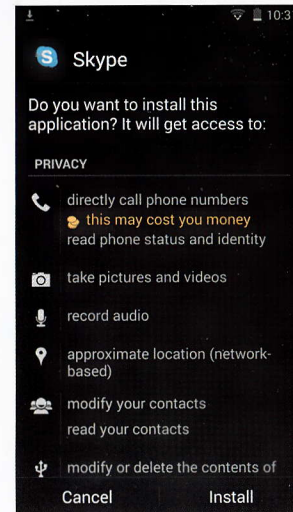 10:3
Skype
Do you want to install this
application? It will get access to:
PRIVACY
directly call phone numbers
this may cost you money
read phone status and identity
take pictures and videos
record audio
approximate location (network-
based)
modify your contacts
read your contacts
modify or delete the contents of
Cancel
Install